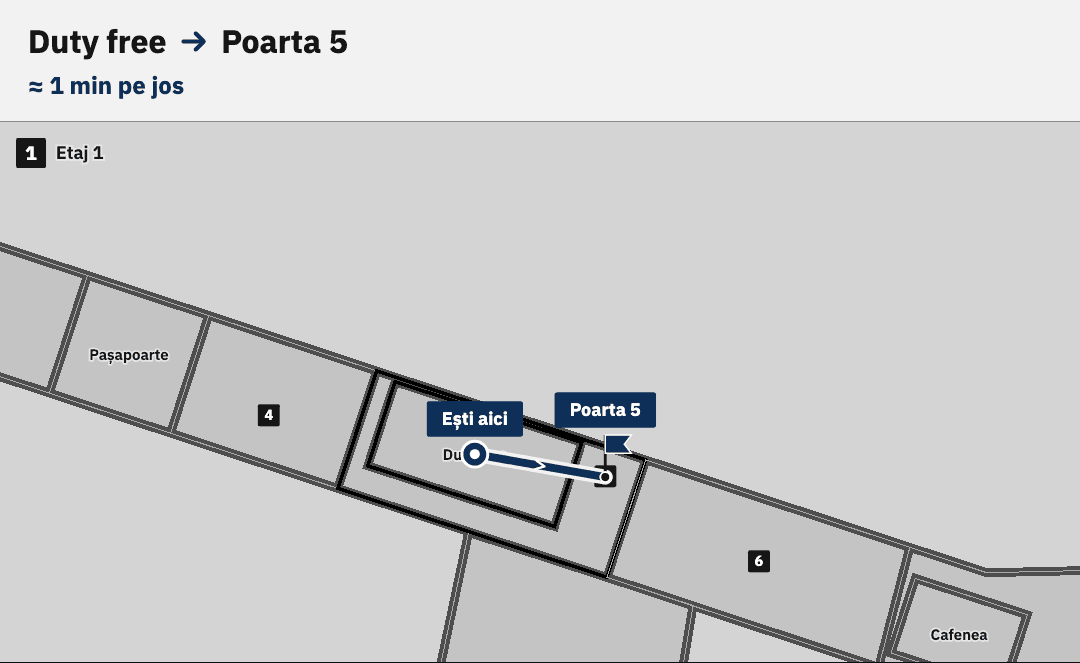 Duty free → Poarta 5
≈ 1 min pe jos
1 Etaj 1
Pașapoarte
4
Ești aici
Poarta 5
Du
6
Cafenea